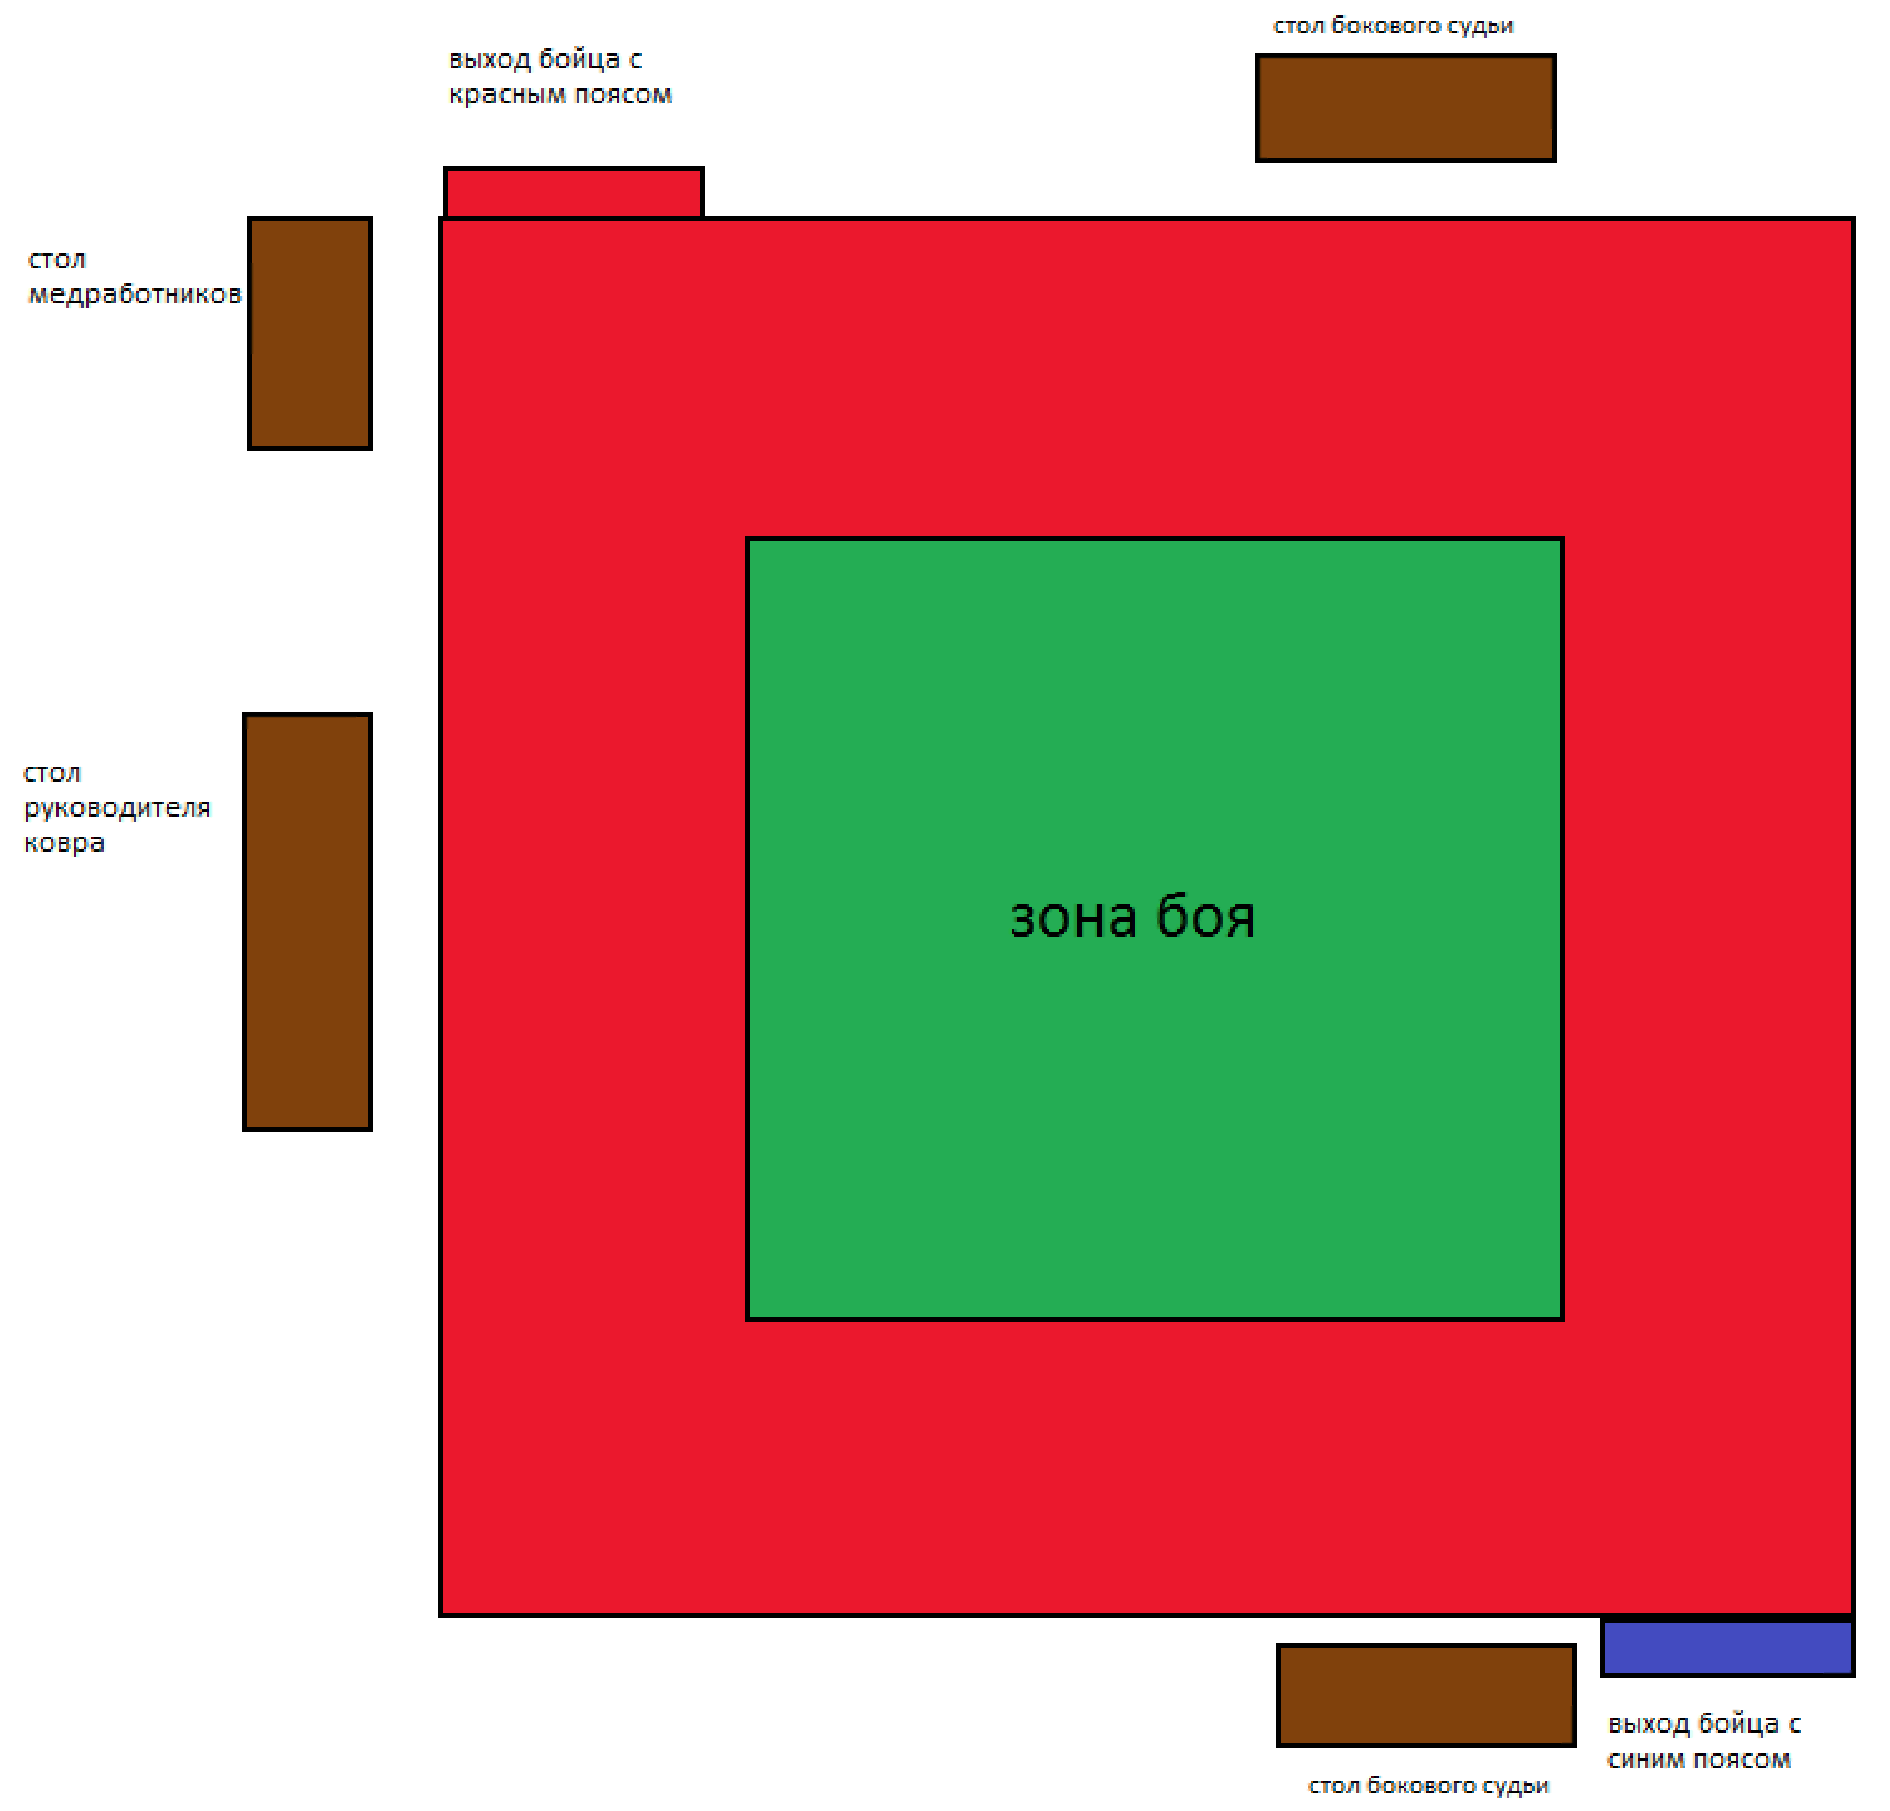 стол бокового судьи
выход бойца с
красным поясом
стол
медработников
стол
руководителя
ковра
зона боя
выход бойца с
синим поясом
стол бокового судьи